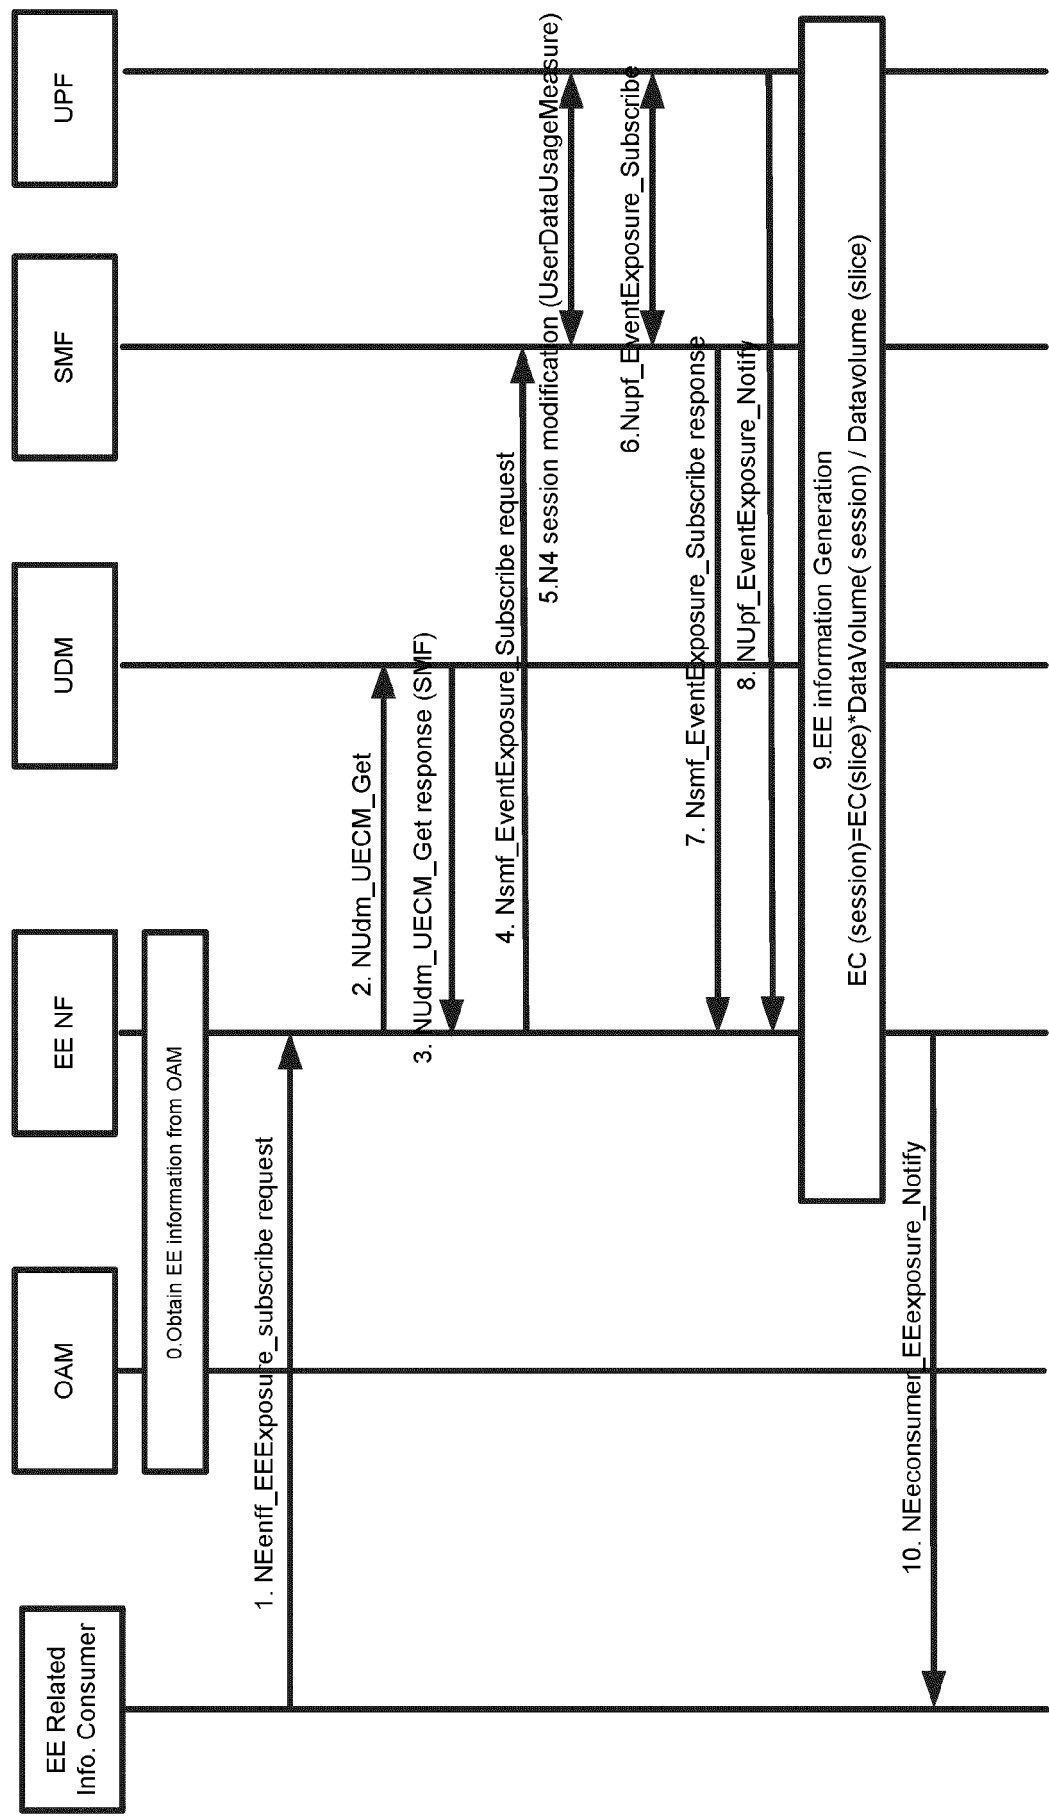 EE Related
Info. Consumer
OAM
EE NF
UDM
SMF
UPF
0.Obtain EE information from OAM
1. NEenff_EEExposure_subscribe request
2. NUdm_UECM_Get
3. NUdm_UECM_Get response (SMF)
4. Nsmf_EventExposure_Subscribe request
5.N4 session modification (UserDataUsageMeasure)
6.Nupf_EventExposure_Subscribe
7. Nsmf_EventExposure_Subscribe response
8. NUpf_EventExposure_Notify
9.EE information Generation
EC (session)=EC(slice)*DataVolume( session) / Datavolume (slice)
10. NEeconsumer_EEexposure_Notify